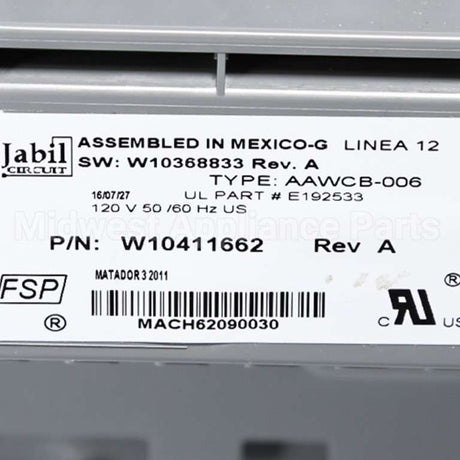 Jabil
CIRCUIT
ASSEMBLED IN MEXICO-G LINEA 12
SW: W10368833 Rev. A
TYPE: AAWCB-006
16/07/27 UL PART # E192533
120 V 50 /60 Hz US
P/N: W10411662 Rev A
MATADOR 3 2011
FSP
®
MACH62090030
C RU ® US
Midwest Appliance Parts